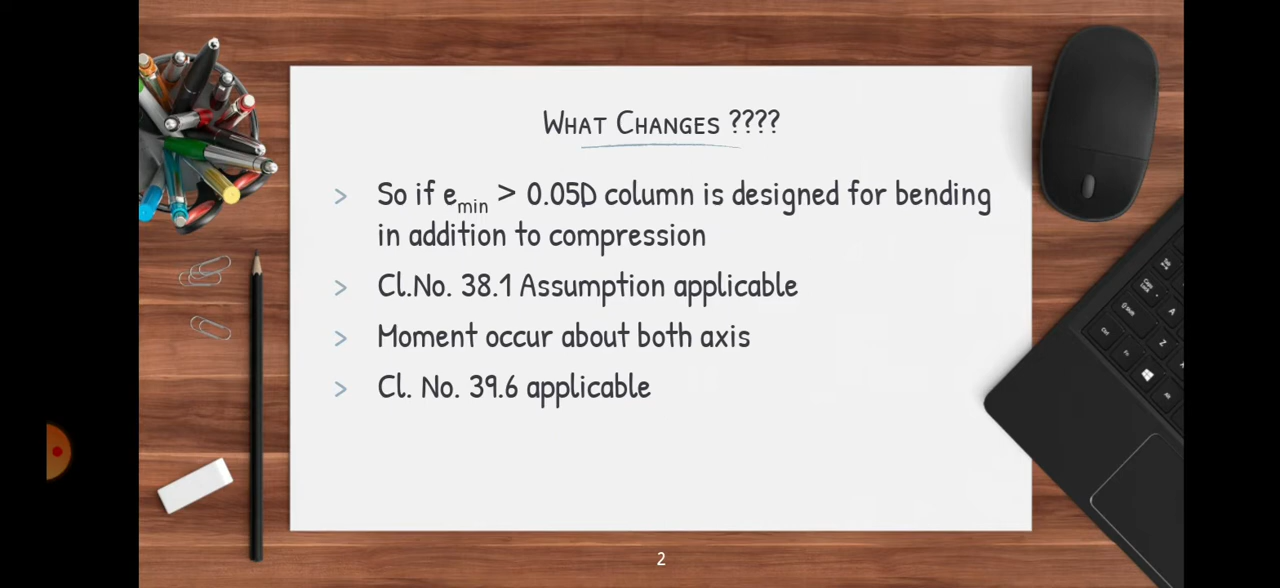 What Changes ????
> So if emin > 0.05D column is designed for bending
in addition to compression
> Cl.No. 38.1 Assumption applicable
> Moment occur about both axis
> Cl. No. 39.6 applicable
2